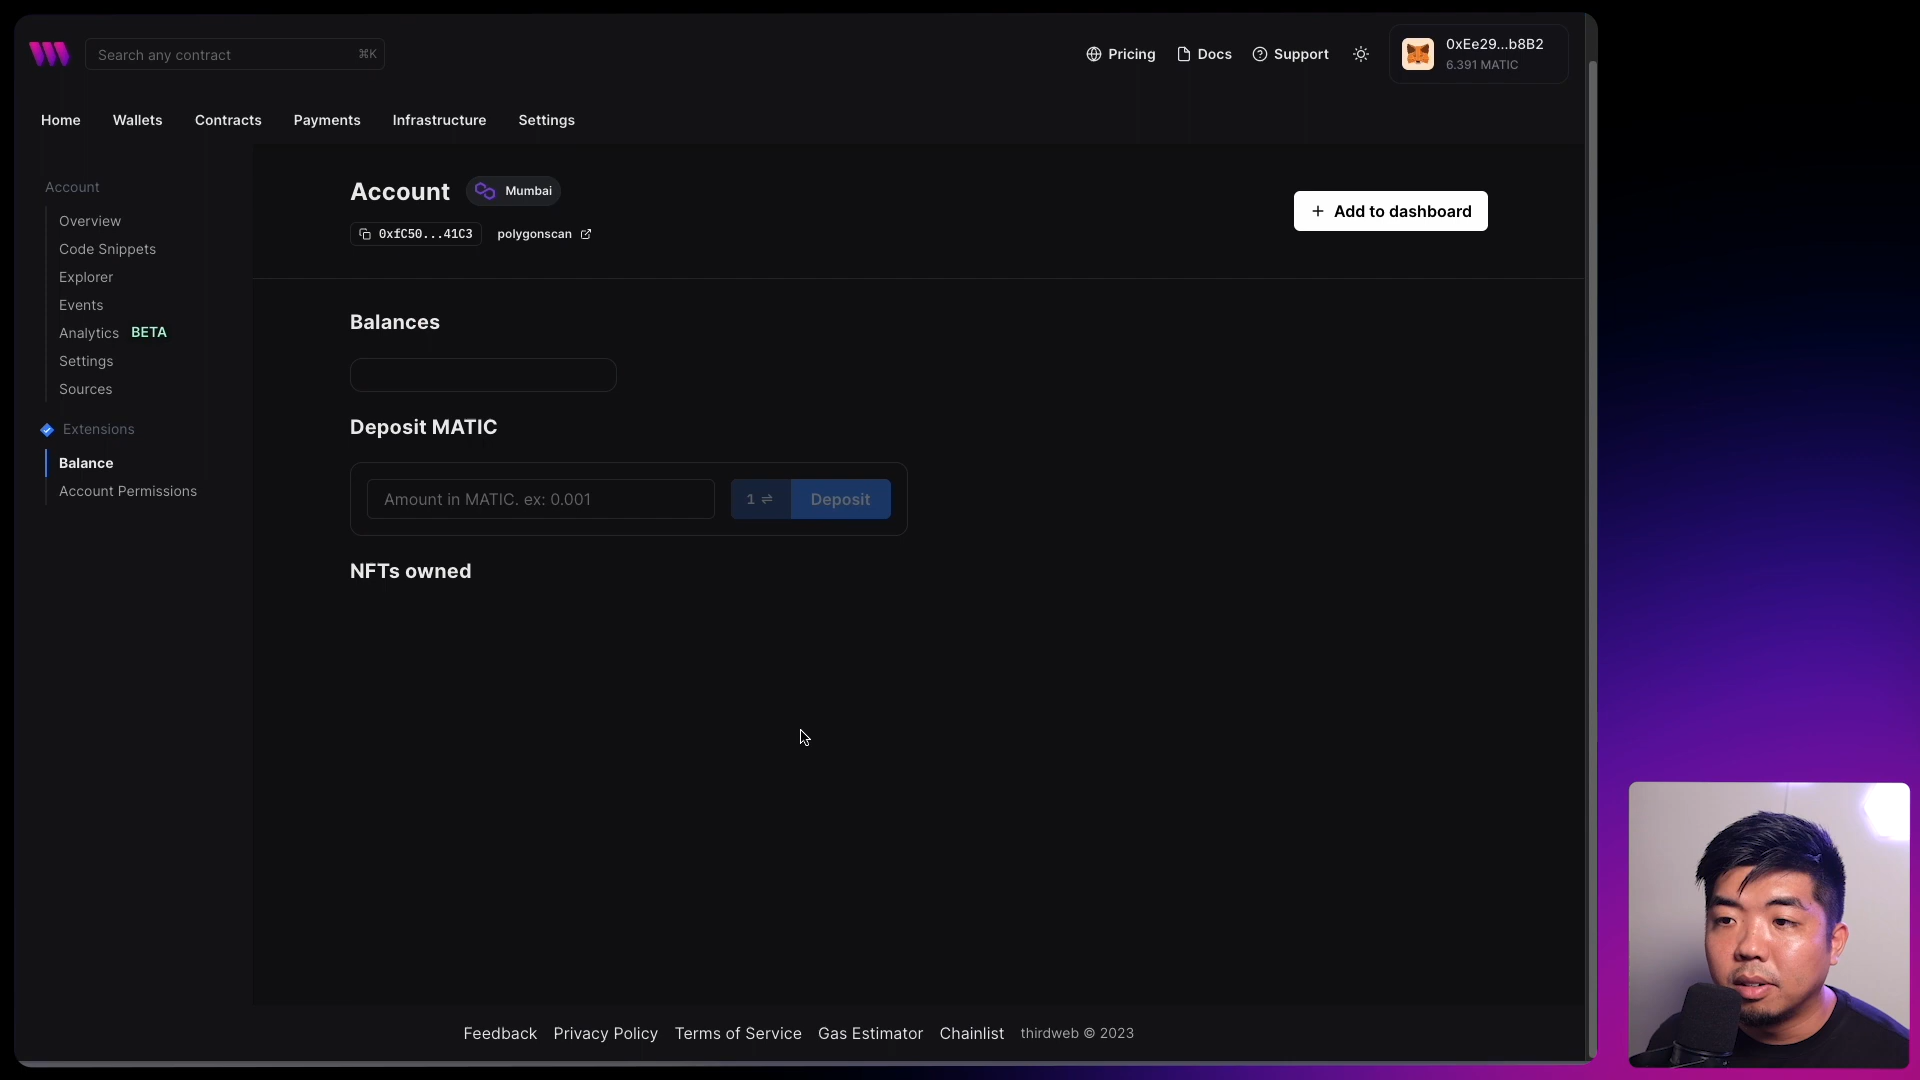 Search any contract
⌘K
Pricing
Docs
Support
0xEe29...b8B2
6.391 MATIC
Home
Wallets
Contracts
Payments
Infrastructure
Settings
Account
Overview
Code Snippets
Explorer
Events
Analytics BETA
Settings
Sources
Extensions
Balance
Account Permissions
Account
Mumbai
0xfC50...41C3
polygonscan
+ Add to dashboard
Balances
Deposit MATIC
Amount in MATIC. ex: 0.001
1 ⇌
Deposit
NFTs owned
Feedback
Privacy Policy
Terms of Service
Gas Estimator
Chainlist
thirdweb © 2023